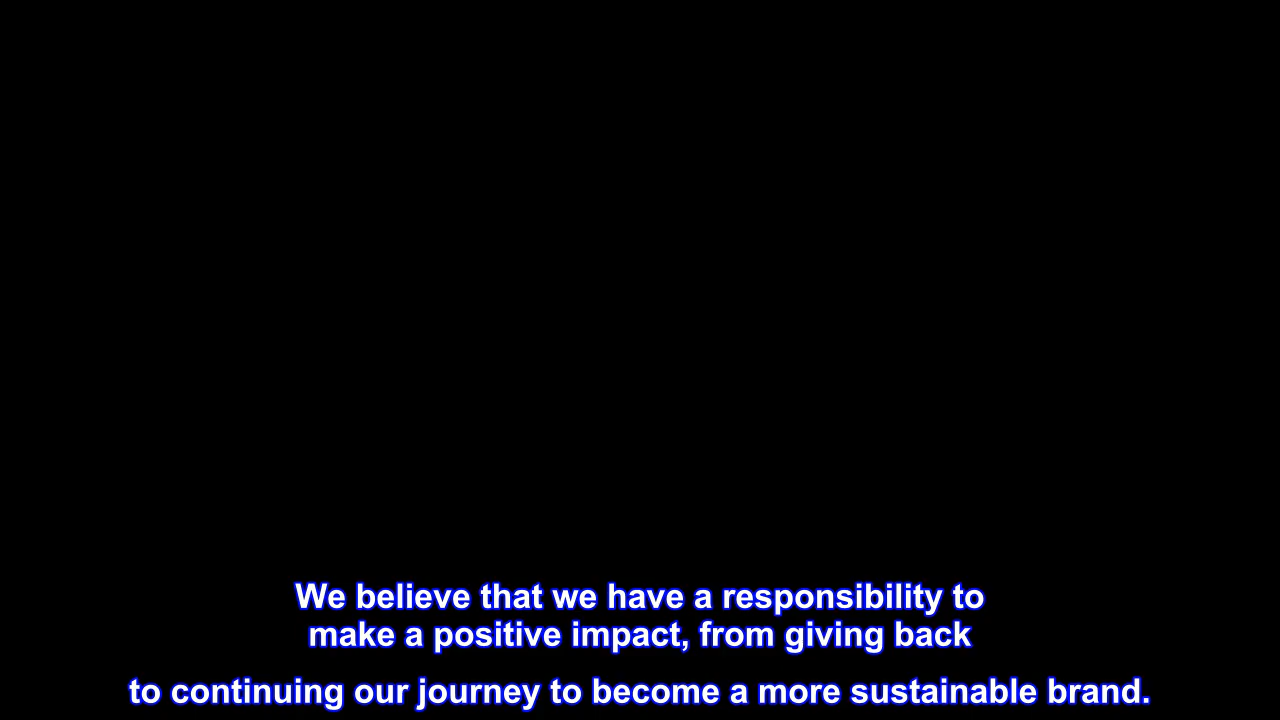 We believe that we have a responsibility to
make a positive impact, from giving back
to continuing our journey to become a more sustainable brand.